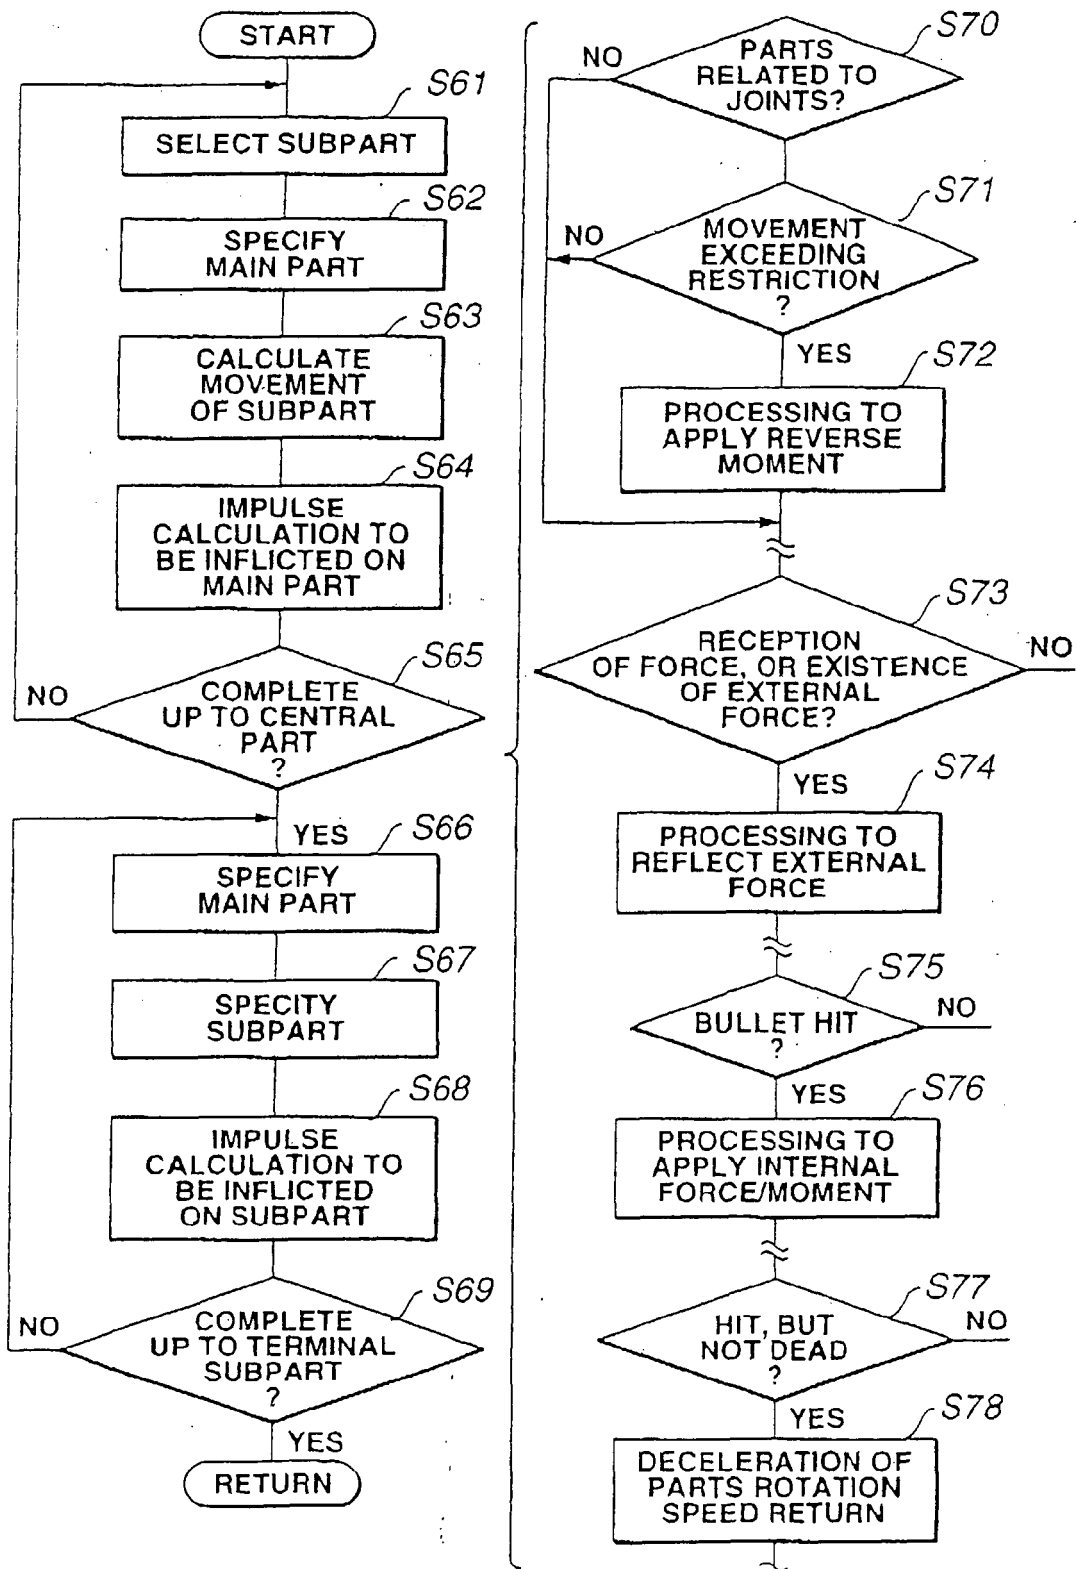 START
S61
SELECT SUBPART
S62
SPECIFY
MAIN PART
S63
CALCULATE
MOVEMENT
OF SUBPART
S64
IMPULSE
CALCULATION TO
BE INFLICTED ON
MAIN PART
S65
NO
COMPLETE
UP TO CENTRAL
PART
?
YES
S66
SPECIFY
MAIN PART
S67
SPECITY
SUBPART
S68
IMPULSE
CALCULATION TO
BE INFLICTED
ON SUBPART
S69
NO
COMPLETE
UP TO TERMINAL
SUBPART
?
YES
RETURN
S70
NO
PARTS
RELATED TO
JOINTS?
S71
NO
MOVEMENT
EXCEEDING
RESTRICTION
?
YES
S72
PROCESSING TO
APPLY REVERSE
MOMENT
S73
NO
RECEPTION
OF FORCE, OR EXISTENCE
OF EXTERNAL
FORCE?
YES
S74
PROCESSING TO
REFLECT EXTERNAL
FORCE
S75
BULLET HIT
?
NO
YES
S76
PROCESSING TO
APPLY INTERNAL
FORCE/MOMENT
S77
HIT, BUT
NOT DEAD
?
NO
YES
S78
DECELERATION OF
PARTS ROTATION
SPEED RETURN